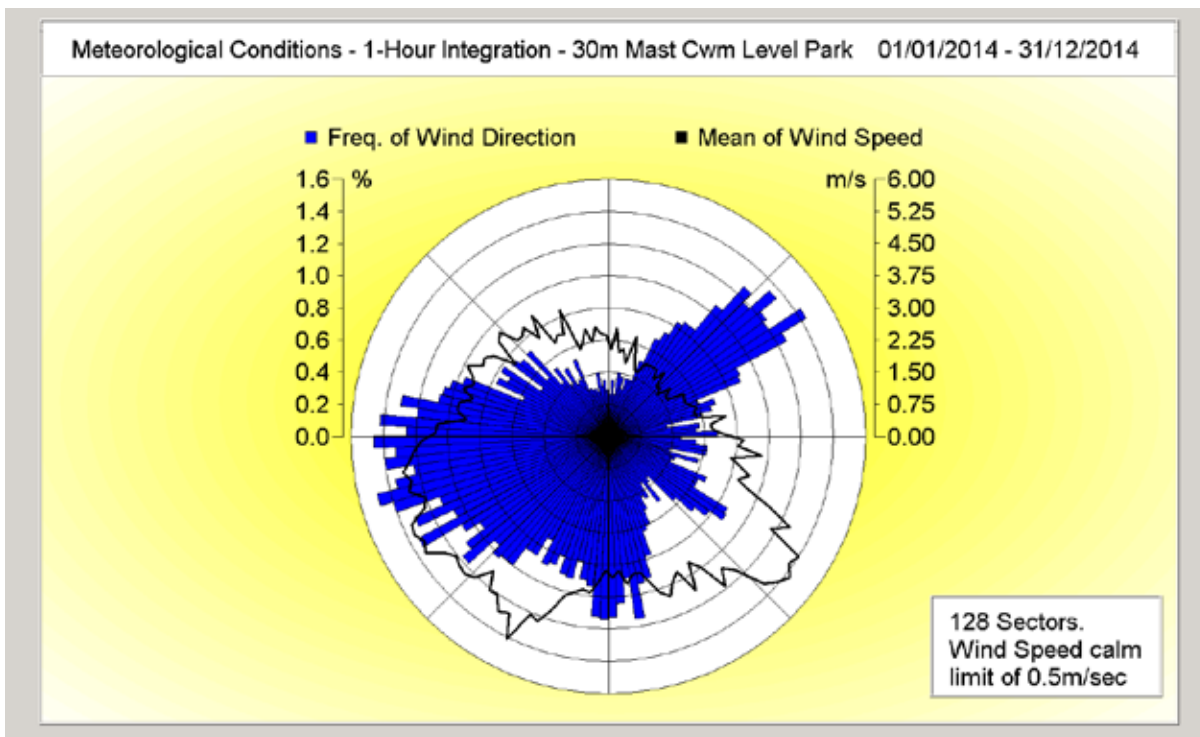 Meteorological Conditions - 1-Hour Integration - 30m Mast Cwm Level Park 01/01/2014 - 31/12/2014
Freq. of Wind Direction Mean of Wind Speed
1.6 % m/s 6.00
1.4 5.25
1.2 4.50
1.0 3.75
0.8 3.00
0.6 2.25
0.4 1.50
0.2 0.75
0.0 0.00
128 Sectors.
Wind Speed calm
limit of 0.5m/sec